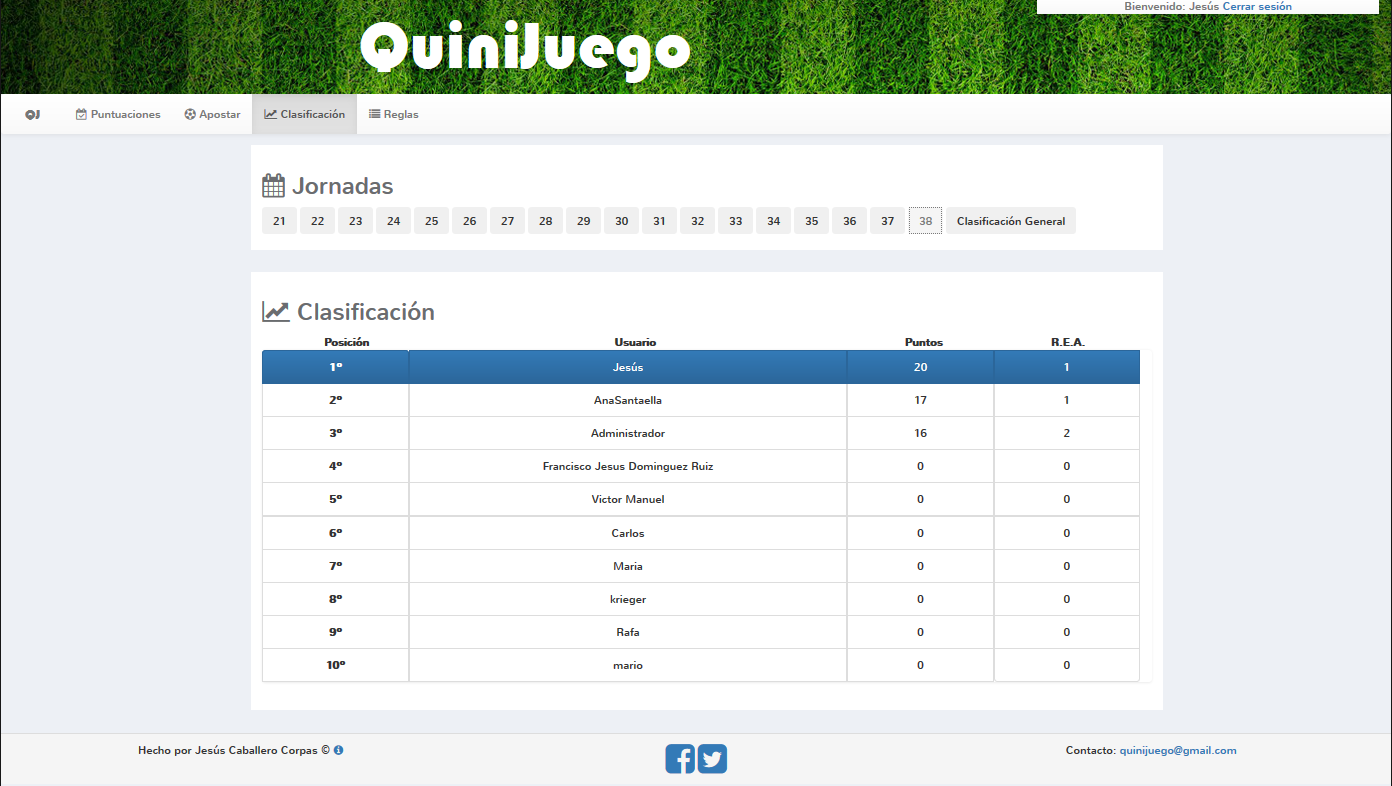 Bienvenido: Jesús Cerrar sesión
QuiniJuego
QJ Puntuaciones Apostar Clasificación Reglas
Jornadas
21 22 23 24 25 26 27 28 29 30 31 32 33 34 35 36 37 38 Clasificación General
Clasificación
Posición Usuario Puntos R.E.A.
1º Jesús 20 1
2º AnaSantaella 17 1
3º Administrador 16 2
4º Francisco Jesus Dominguez Ruiz 0 0
5º Victor Manuel 0 0
6º Carlos 0 0
7º Maria 0 0
8º krieger 0 0
9º Rafa 0 0
10º mario 0 0
Hecho por Jesús Caballero Corpas © Contacto: quinijuego@gmail.com